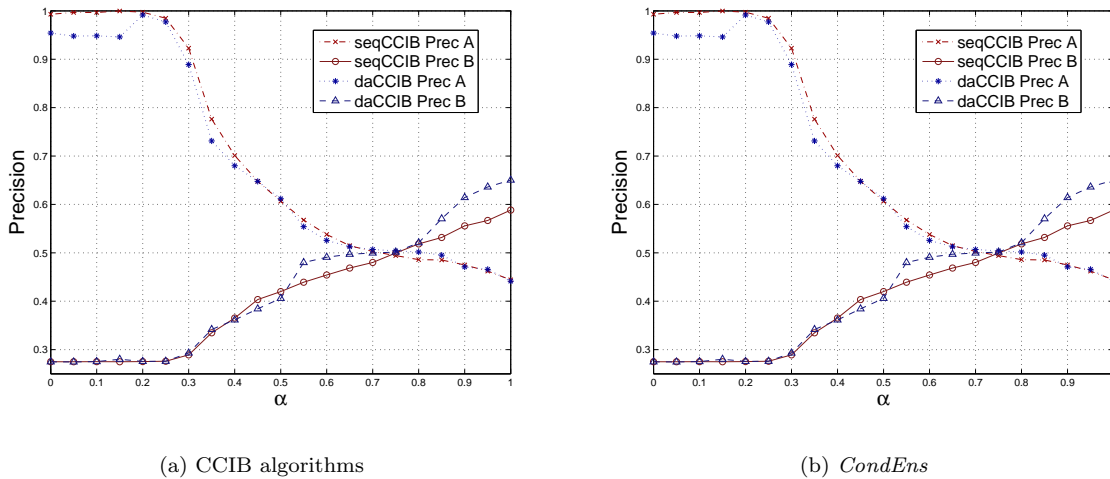 1
0.9
0.8
0.7
0.6
0.5
0.4
0.3
Precision
0 0.1 0.2 0.3 0.4 0.5 0.6 0.7 0.8 0.9 1
α
seqCCIB Prec A
seqCCIB Prec B
daCCIB Prec A
daCCIB Prec B
(a) CCIB algorithms
1
0.9
0.8
0.7
0.6
0.5
0.4
0.3
Precision
0 0.1 0.2 0.3 0.4 0.5 0.6 0.7 0.8 0.9
α
seqCCIB Prec A
seqCCIB Prec B
daCCIB Prec A
daCCIB Prec B
(b) CondEns